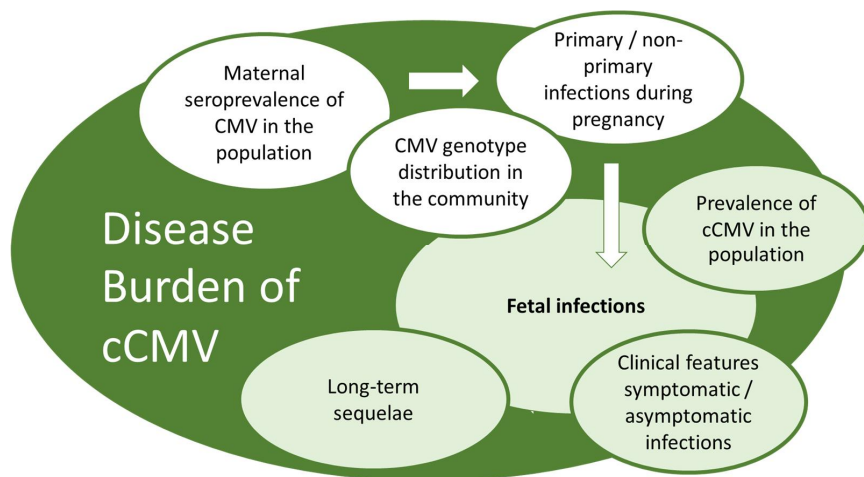 Maternal
seroprevalence of
CMV in the
population
Primary / non-
primary
infections during
pregnancy
CMV genotype
distribution in
the community
Prevalence of
cCMV in the
population
Disease
Burden of
cCMV
Fetal infections
Long-term
sequelae
Clinical features
symptomatic /
asymptomatic
infections